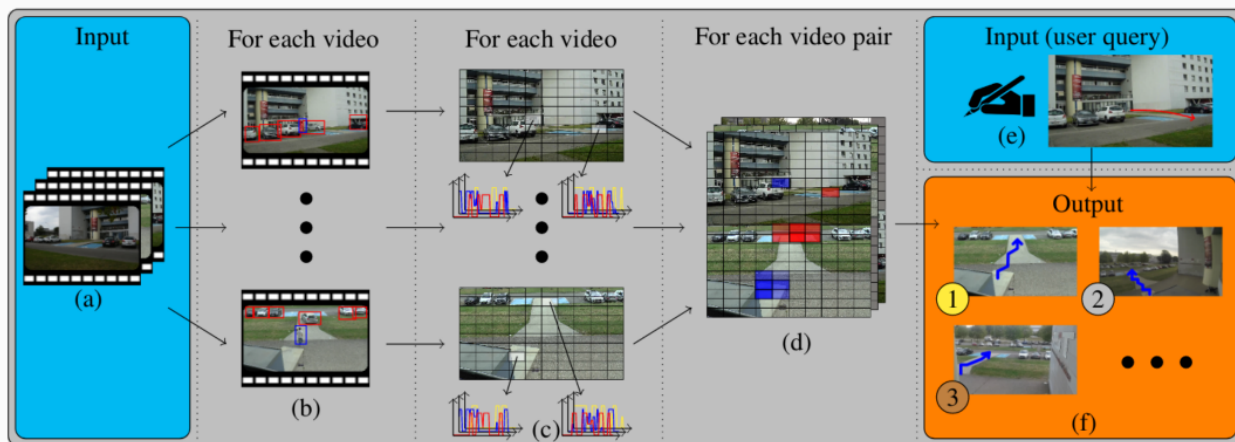 Input
(a)
For each video
(b)
For each video
(c)
For each video pair
(d)
Input (user query)
(e)
Output
1
2
3
(f)